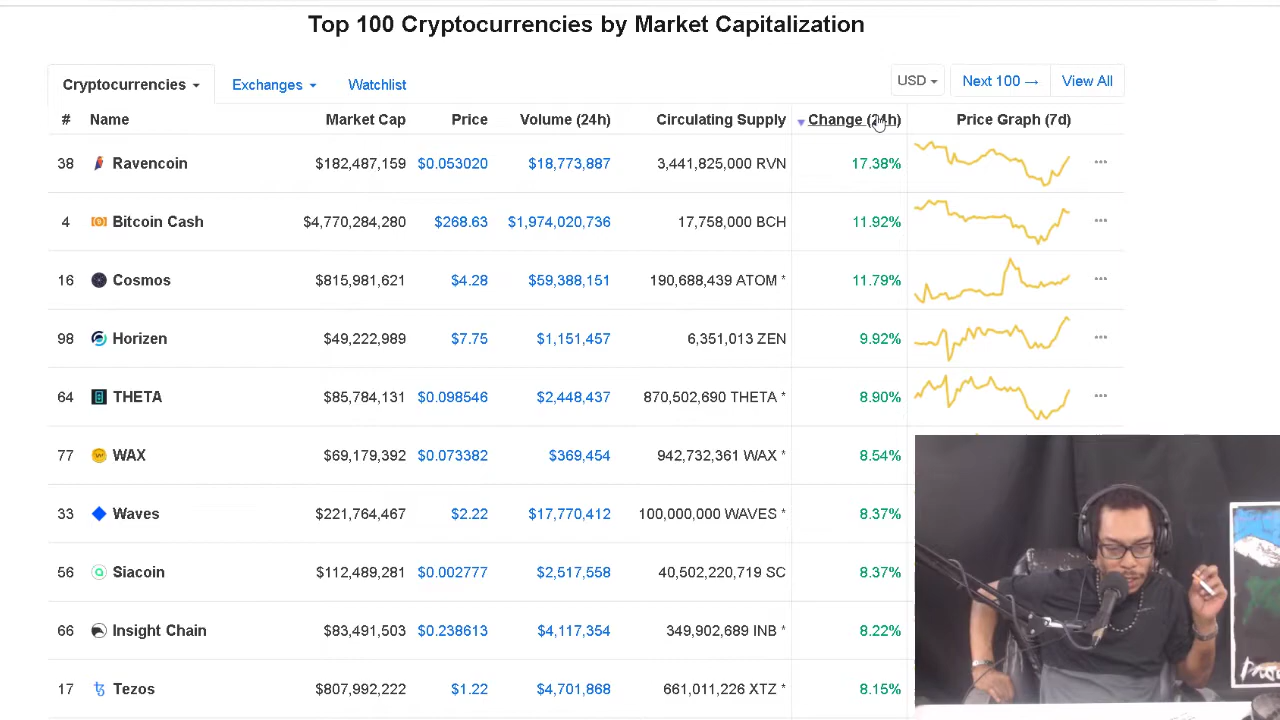 Top 100 Cryptocurrencies by Market Capitalization
Cryptocurrencies Exchanges Watchlist USD Next 100 → View All
# Name Market Cap Price Volume (24h) Circulating Supply Change (24h) Price Graph (7d)
38 Ravencoin $182,487,159 $0.053020 $18,773,887 3,441,825,000 RVN 17.38%
4 Bitcoin Cash $4,770,284,280 $268.63 $1,974,020,736 17,758,000 BCH 11.92%
16 Cosmos $815,981,621 $4.28 $59,388,151 190,688,439 ATOM * 11.79%
98 Horizen $49,222,989 $7.75 $1,151,457 6,351,013 ZEN 9.92%
64 THETA $85,784,131 $0.098546 $2,448,437 870,502,690 THETA * 8.90%
77 WAX $69,179,392 $0.073382 $369,454 942,732,361 WAX * 8.54%
33 Waves $221,764,467 $2.22 $17,770,412 100,000,000 WAVES * 8.37%
56 Siacoin $112,489,281 $0.002777 $2,517,558 40,502,220,719 SC 8.37%
66 Insight Chain $83,491,503 $0.238613 $4,117,354 349,902,689 INB * 8.22%
17 Tezos $807,992,222 $1.22 $4,701,868 661,011,226 XTZ * 8.15%